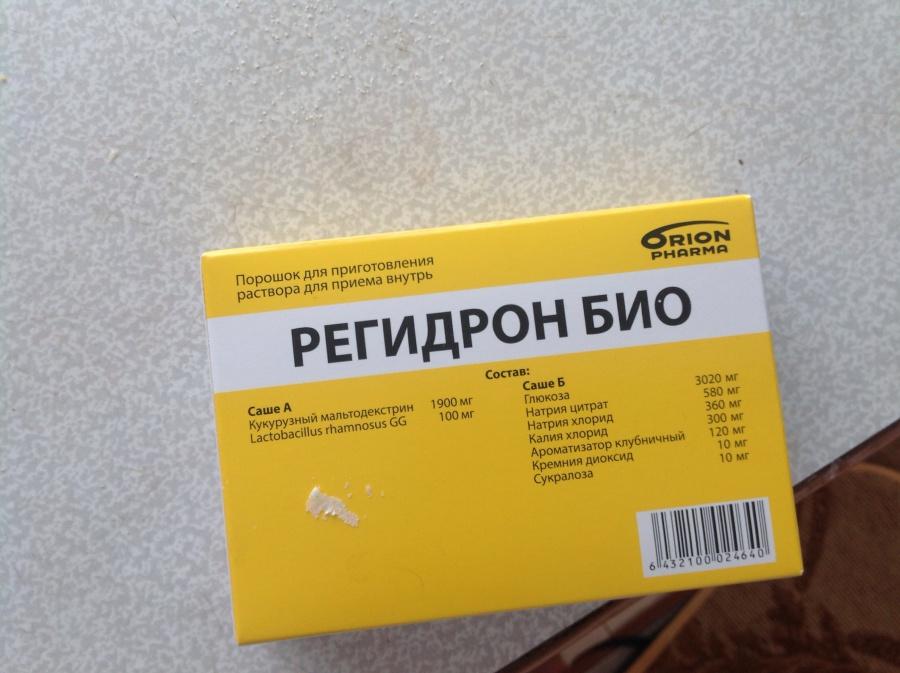 ORION
PHARMA
Порошок для приготовления
раствора для приема внутрь
РЕГИДРОН БИО
Состав:
Саше А
Кукурузный мальтодекстрин 1900 мг
Lactobacillus rhamnosus GG 100 мг
Саше Б
Глюкоза 3020 мг
Натрия цитрат 580 мг
Натрия хлорид 360 мг
Калия хлорид 300 мг
Ароматизатор клубничный 120 мг
Кремния диоксид 10 мг
Сукралоза 10 мг
6 432100 024640